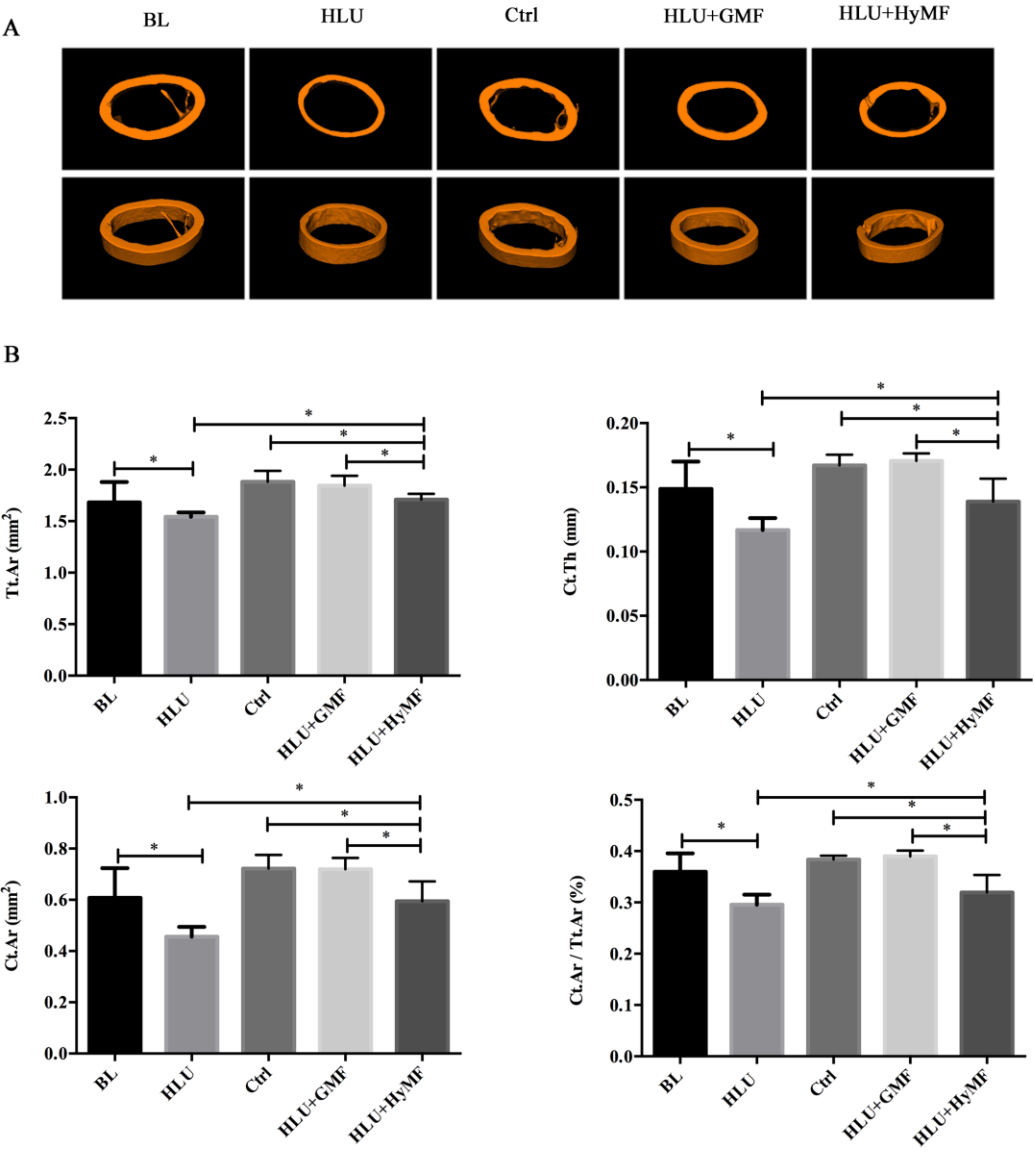 A
BL
HLU
Ctrl
HLU+GMF
HLU+HyMF
B
Tt.Ar (mm²)
2.5
2.0
1.5
1.0
0.5
0.0
*
*
*
*
BL
HLU
Ctrl
HLU+GMF
HLU+HyMF
Ct.Th (mm)
0.20
0.15
0.10
0.05
0.00
*
*
*
*
BL
HLU
Ctrl
HLU+GMF
HLU+HyMF
Ct.Ar (mm²)
1.0
0.8
0.6
0.4
0.2
0.0
*
*
*
*
BL
HLU
Ctrl
HLU+GMF
HLU+HyMF
Ct.Ar / Tt.Ar (%)
0.5
0.4
0.3
0.2
0.1
0.0
*
*
*
*
BL
HLU
Ctrl
HLU+GMF
HLU+HyMF